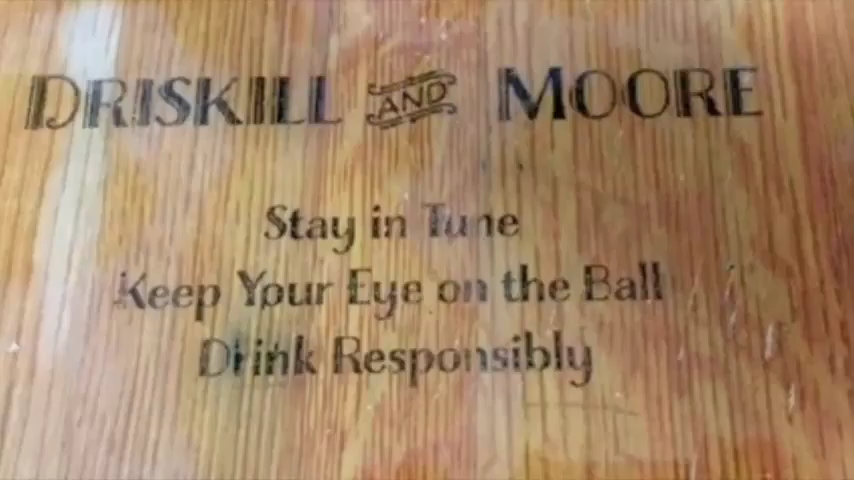 DRISKILL AND MOORE
Stay in Tune
Keep Your Eye on the Ball
Drink Responsibly